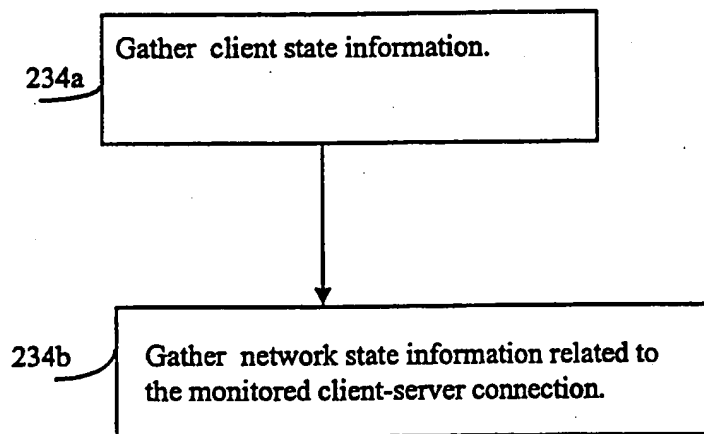 Gather client state information.
234a
234b
Gather network state information related to
the monitored client-server connection.